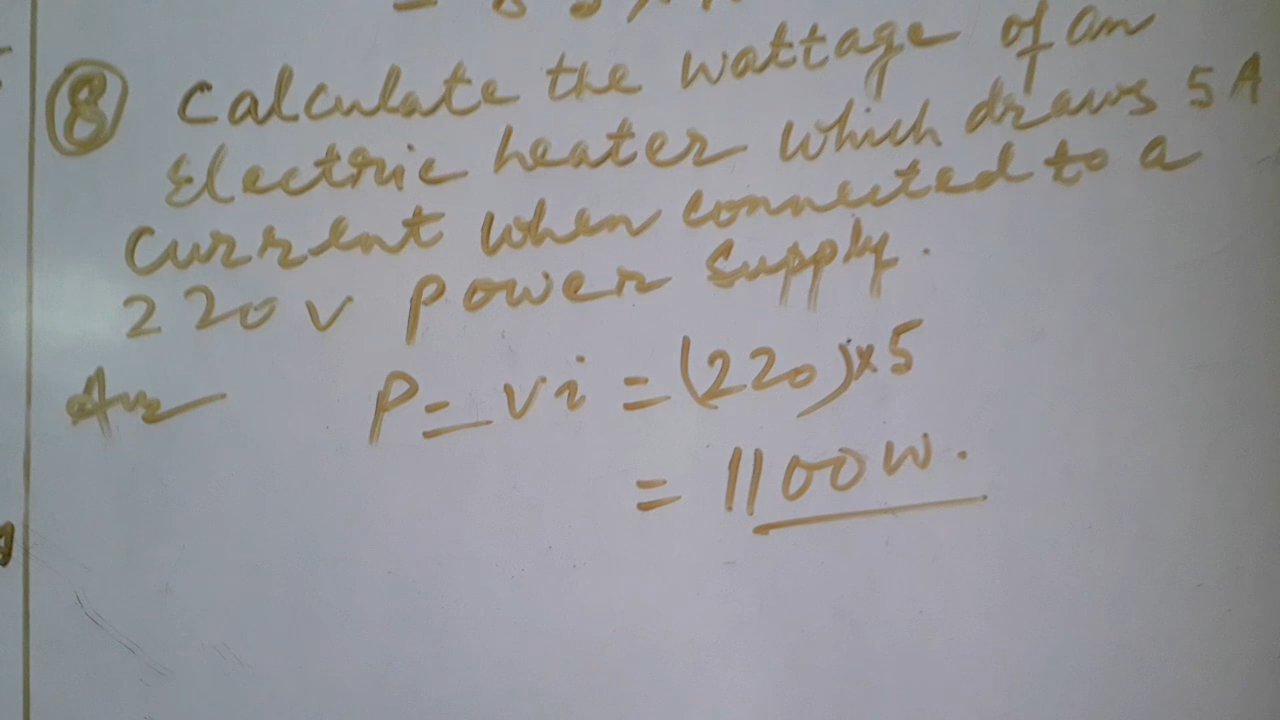 ⑧ Calculate the wattage of an
Electric heater which draws 5A
Current when connected to a
220 V power supply.
Ans P = Vi = (220) x 5
= 1100 W.